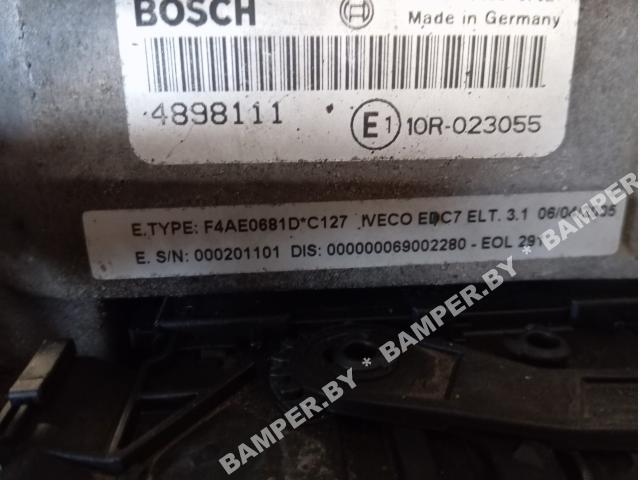 BOSCH
Made in Germany
4898111
E1 10R-023055
E.TYPE: F4AE0681D*C127 IVECO EDC7 ELT. 3.1
E. S/N: 000201101 DIS: 000000069002280 - EOL
BAMPER.BY * BAMPER.BY * BAMPER.BY